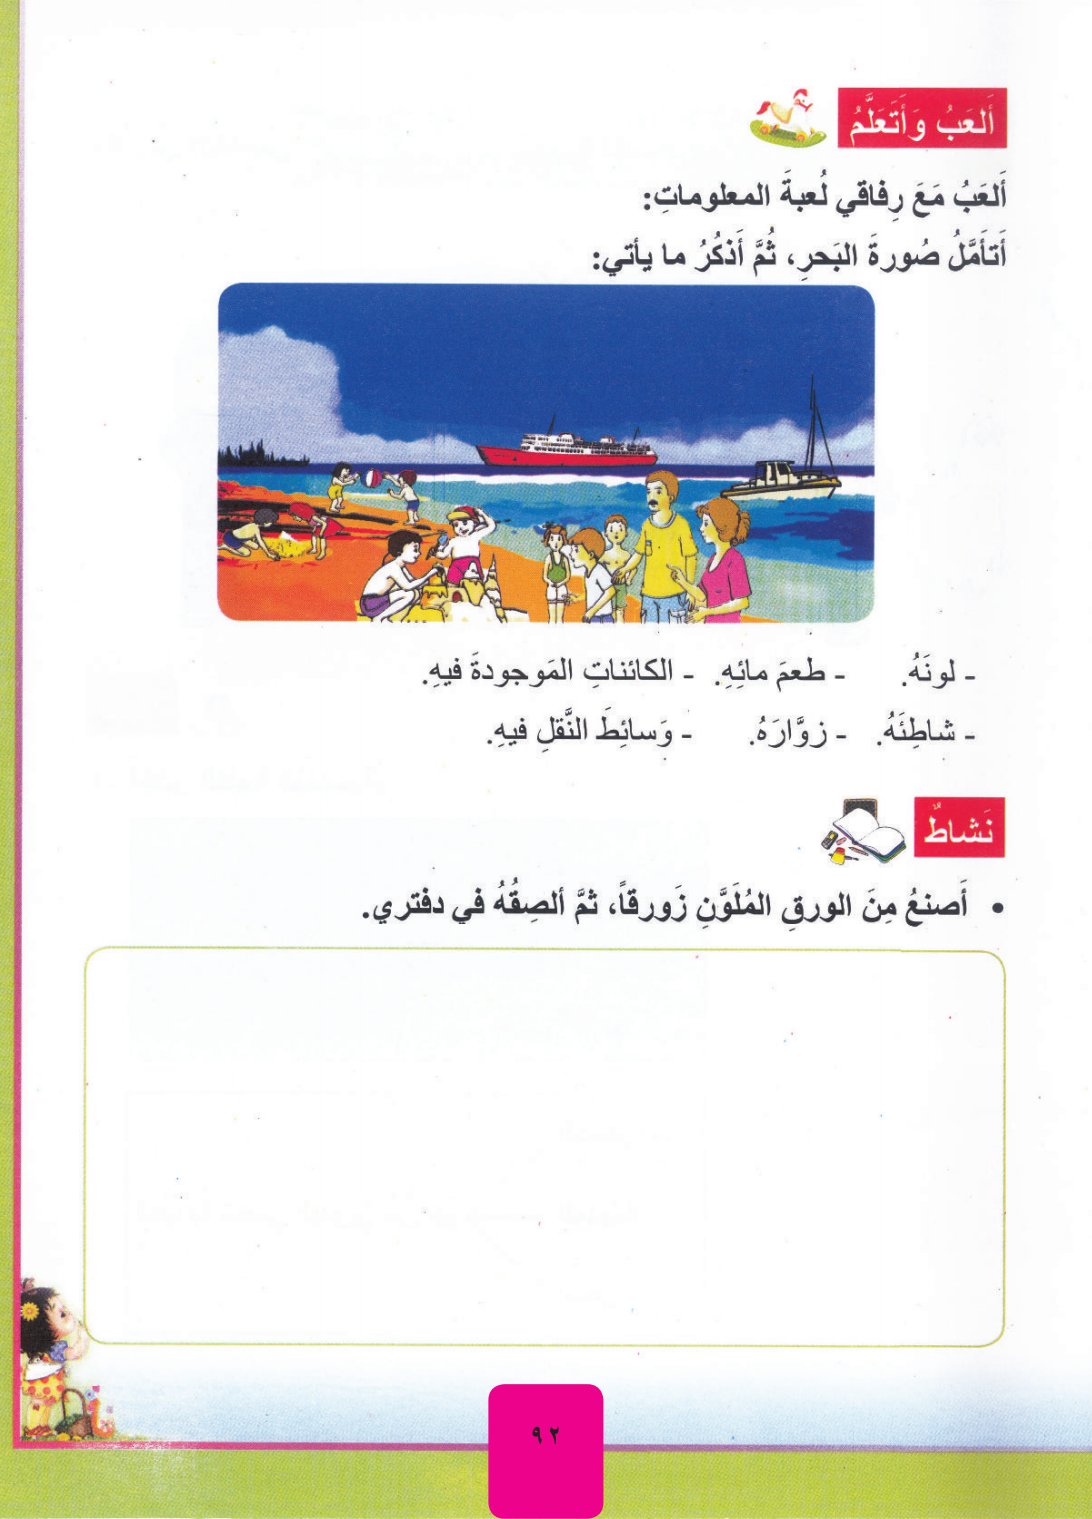 أَلعَبُ وَأَتَعَلَّمُ
أَلعَبُ مَعَ رِفاقي لُعبةَ المعلوماتِ:
أَتأَمَّلُ صُورةَ البَحرِ، ثُمَّ أَذكُرُ ما يأتي:
- لونَهُ. - طعمَ مائِهِ. - الكائناتِ المَوجودةَ فيهِ.
- شاطِئَهُ. - زوَّارَهُ. - وَسائِطَ النَّقلِ فيهِ.
نَشاطٌ
• أَصنعُ مِنَ الورقِ المُلَوَّنِ زَورقاً، ثمَّ ألصِقُهُ في دفتري.
٩٢